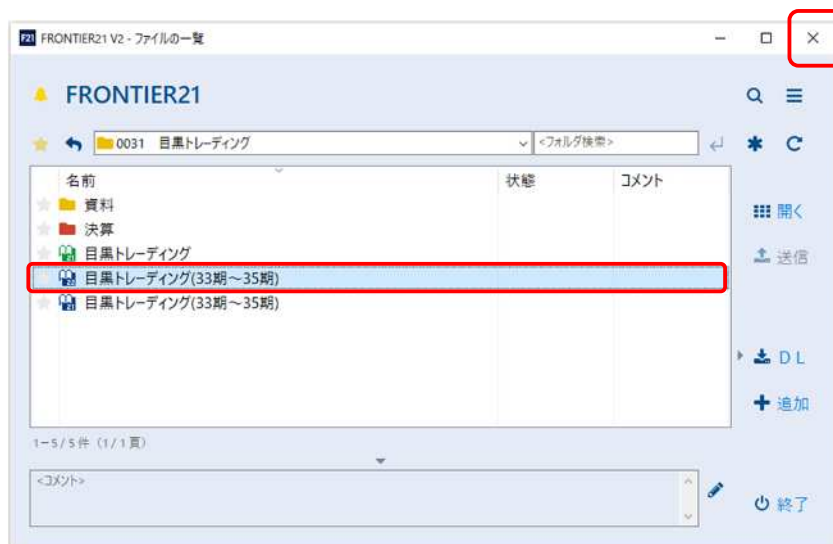 F21 FRONTIER21 V2 - ファイルの一覧
FRONTIER21
0031 目黒トレーディング <フォルダ検索>
名前 状態 コメント
資料
決算
目黒トレーディング
目黒トレーディング(33期～35期)
目黒トレーディング(33期～35期)
開く
送信
DL
追加
1-5/5件 (1/1頁)
<コメント>
終了